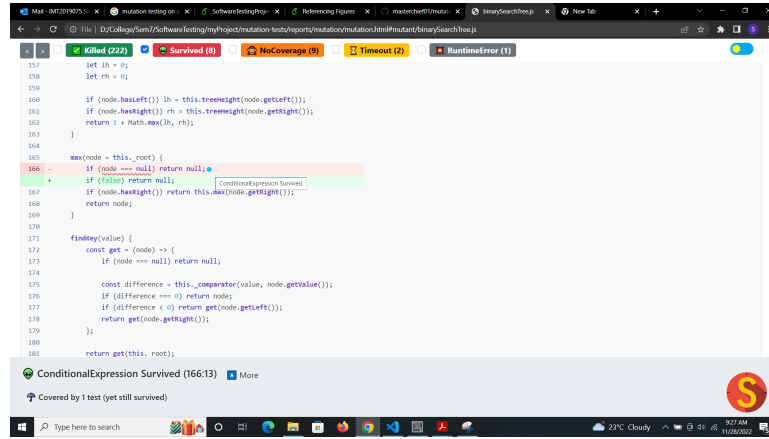 Mail - IMT2019075 Sa
mutation testing on s
SoftwareTestingProjec
Referencing Figures -
masterchief01/mutat
binarySearchTree.js
New Tab
File | D:/College/Sem7/SoftwareTesting/myProject/mutation-tests/reports/mutation/mutation.html#mutant/binarySearchTree.js
< > Killed (222) Survived (8) NoCoverage (9) Timeout (2) RuntimeError (1)
157 let lh = 0;
158 let rh = 0;
159
160 if (node.hasLeft()) lh = this.treeHeight(node.getLeft());
161 if (node.hasRight()) rh = this.treeHeight(node.getRight());
162 return 1 + Math.max(lh, rh);
163 }
164
165 max(node = this._root) {
166 - if (node === null) return null;
+ if (false) return null;
ConditionalExpression Survived
167 if (node.hasRight()) return this.max(node.getRight());
168 return node;
169 }
170
171 findKey(value) {
172 const get = (node) => {
173 if (node === null) return null;
174
175 const difference = this._comparator(value, node.getValue());
176 if (difference === 0) return node;
177 if (difference < 0) return get(node.getLeft());
178 return get(node.getRight());
179 };
180
181 return get(this._root);
ConditionalExpression Survived (166:13) More
Covered by 1 test (yet still survived)
S
Type here to search
23°C Cloudy
9:27 AM
11/28/2022